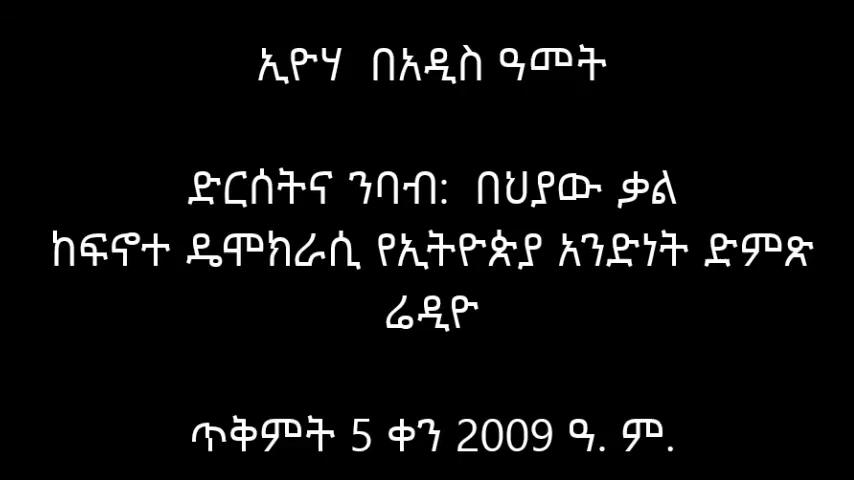 ኢዮሃ በአዲስ ዓመት
ድርሰትና ንባብ: በህያው ቃል
ከፍኖተ ዴሞክራሲ የኢትዮጵያ አንድነት ድምጽ
ሬዲዮ
ጥቅምት 5 ቀን 2009 ዓ. ም.